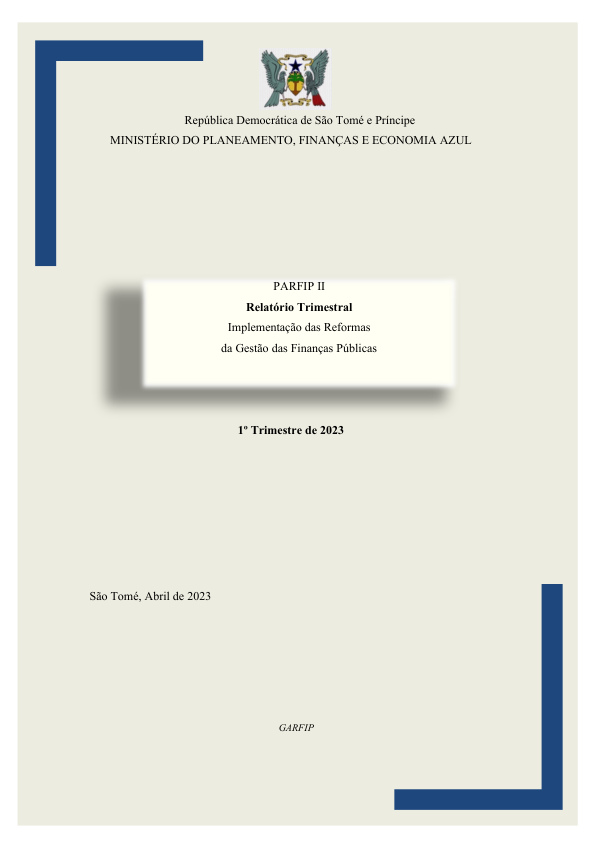 República Democrática de São Tomé e Príncipe
MINISTÉRIO DO PLANEAMENTO, FINANÇAS E ECONOMIA AZUL
PARFIP II
Relatório Trimestral
Implementação das Reformas
da Gestão das Finanças Públicas
1º Trimestre de 2023
São Tomé, Abril de 2023
GARFIP